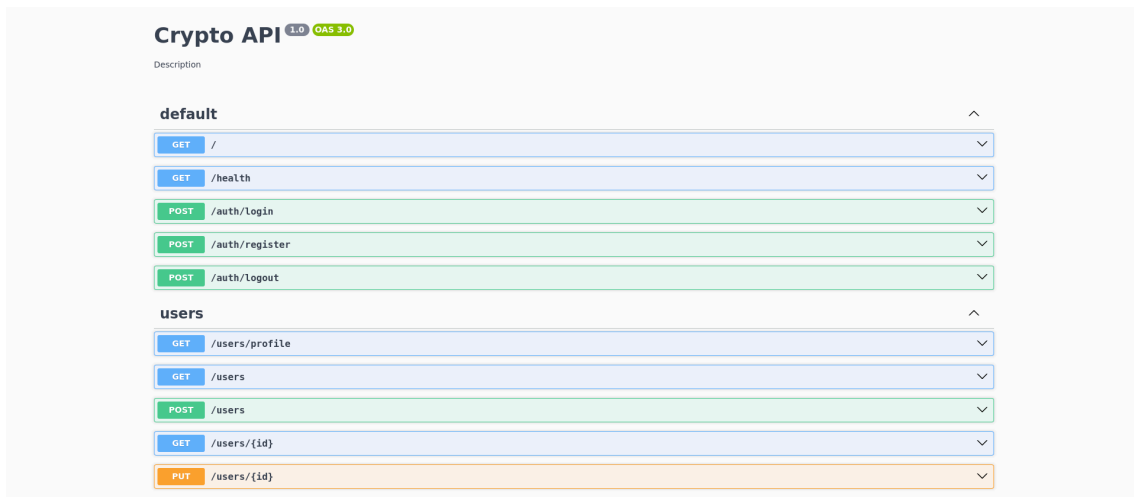 Crypto API 1.0 OAS 3.0
Description
default
GET /
GET /health
POST /auth/login
POST /auth/register
POST /auth/logout
users
GET /users/profile
GET /users
POST /users
GET /users/{id}
PUT /users/{id}